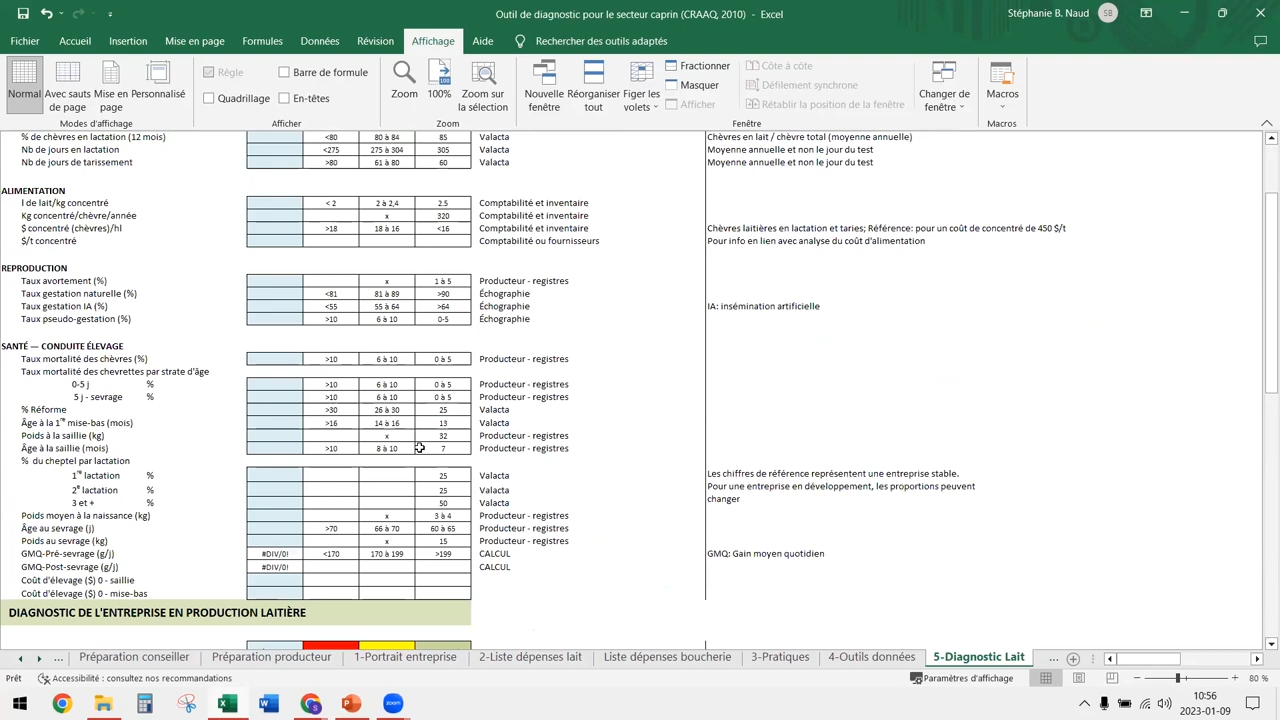 Outil de diagnostic pour le secteur caprin (CRAAQ, 2010) - Excel
Stéphanie B. Naud SB
Fichier Accueil Insertion Mise en page Formules Données Révision Affichage Aide Rechercher des outils adaptés
Normal
Avec sauts de page
Mise en page
Personnalisé
Modes d'affichage
Règle
Barre de formule
Quadrillage
En-têtes
Afficher
Zoom
100%
Zoom sur la sélection
Zoom
Nouvelle fenêtre
Réorganiser tout
Figer les volets
Fractionner
Masquer
Afficher
Côte à côte
Défilement synchrone
Rétablir la position de la fenêtre
Fenêtre
Changer de fenêtre
Macros
Macros
% de chèvres en lactation (12 mois) <80 80 à 84 85 Valacta Chèvres en lait / chèvre total (moyenne annuelle)
Nb de jours en lactation <275 275 à 304 305 Valacta Moyenne annuelle et non le jour du test
Nb de jours de tarissement >80 61 à 80 60 Valacta Moyenne annuelle et non le jour du test
ALIMENTATION
l de lait/kg concentré < 2 2 à 2,4 2.5 Comptabilité et inventaire
Kg concentré/chèvre/année x 320 Comptabilité et inventaire
$ concentré (chèvres)/hl >18 18 à 16 <16 Comptabilité et inventaire Chèvres laitières en lactation et taries; Référence: pour un coût de concentré de 450 $/t
$/t concentré Comptabilité ou fournisseurs Pour info en lien avec analyse du coût d'alimentation
REPRODUCTION
Taux avortement (%) x 1 à 5 Producteur - registres
Taux gestation naturelle (%) <81 81 à 89 >90 Échographie
Taux gestation IA (%) <55 55 à 64 >64 Échographie IA: insémination artificielle
Taux pseudo-gestation (%) >10 6 à 10 0-5 Échographie
SANTÉ — CONDUITE ÉLEVAGE
Taux mortalité des chèvres (%) >10 6 à 10 0 à 5 Producteur - registres
Taux mortalité des chevrettes par strate d'âge
0-5 j % >10 6 à 10 0 à 5 Producteur - registres
5 j - sevrage % >10 6 à 10 0 à 5 Producteur - registres
% Réforme >30 26 à 30 25 Valacta
Âge à la 1re mise-bas (mois) >16 14 à 16 13 Valacta
Poids à la saillie (kg) x 32 Producteur - registres
Âge à la saillie (mois) >10 8 à 10 7 Producteur - registres
% du cheptel par lactation
1re lactation % 25 Valacta Les chiffres de référence représentent une entreprise stable.
2e lactation % 25 Valacta Pour une entreprise en développement, les proportions peuvent
3 et + % 50 Valacta changer
Poids moyen à la naissance (kg) x 3 à 4 Producteur - registres
Âge au sevrage (j) >70 66 à 70 60 à 65 Producteur - registres
Poids au sevrage (kg) x 15 Producteur - registres
GMQ-Pré-sevrage (g/j) #DIV/0! <170 170 à 199 >199 CALCUL GMQ: Gain moyen quotidien
GMQ-Post-sevrage (g/j) #DIV/0! CALCUL
Coût d'élevage ($) 0 - saillie
Coût d'élevage ($) 0 - mise-bas
DIAGNOSTIC DE L'ENTREPRISE EN PRODUCTION LAITIÈRE
... Préparation conseiller Préparation producteur 1-Portrait entreprise 2-Liste dépenses lait Liste dépenses boucherie 3-Pratiques 4-Outils données 5-Diagnostic Lait ...
Prêt Accessibilité : consultez nos recommandations Paramètres d'affichage 80 %
10:56
2023-01-09